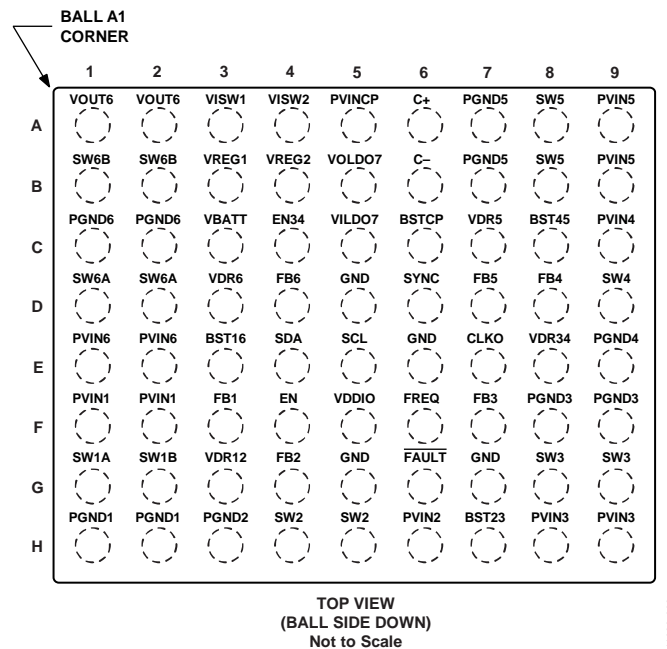 BALL A1
CORNER
1 2 3 4 5 6 7 8 9
VOUT6 VOUT6 VISW1 VISW2 PVINCP C+ PGND5 SW5 PVIN5
A
SW6B SW6B VREG1 VREG2 VOLDO7 C– PGND5 SW5 PVIN5
B
PGND6 PGND6 VBATT EN34 VILDO7 BSTCP VDR5 BST45 PVIN4
C
SW6A SW6A VDR6 FB6 GND SYNC FB5 FB4 SW4
D
PVIN6 PVIN6 BST16 SDA SCL GND CLKO VDR34 PGND4
E
PVIN1 PVIN1 FB1 EN VDDIO FREQ FB3 PGND3 PGND3
F
SW1A SW1B VDR12 FB2 GND FAULT GND SW3 SW3
G
PGND1 PGND1 PGND2 SW2 SW2 PVIN2 BST23 PVIN3 PVIN3
H
TOP VIEW
(BALL SIDE DOWN)
Not to Scale